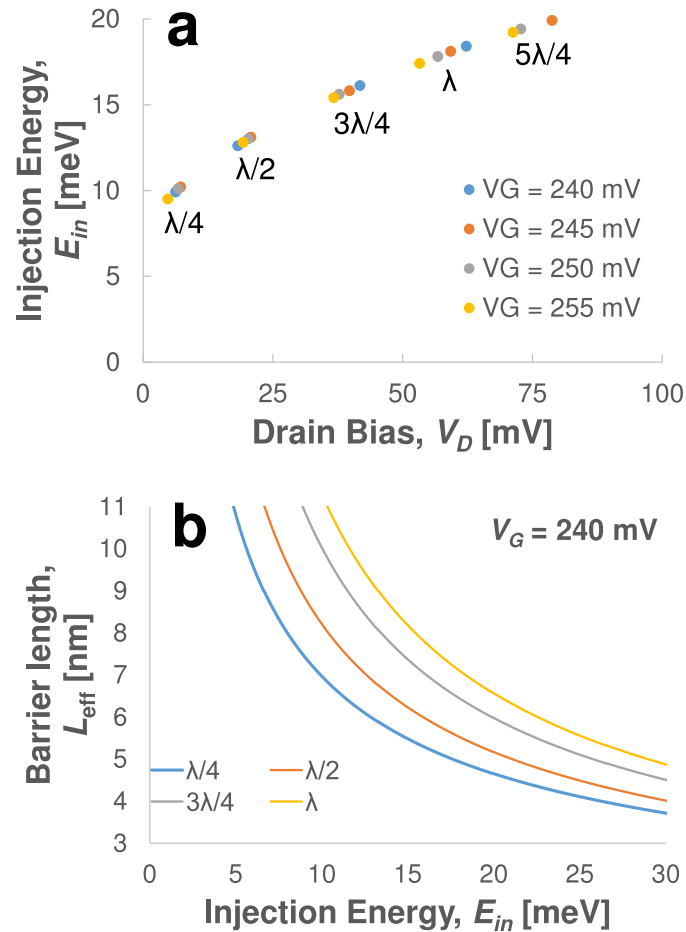 a
Injection Energy,
E_in [meV]
20
15
10
5
0
λ/4
λ/2
3λ/4
λ
5λ/4
VG = 240 mV
VG = 245 mV
VG = 250 mV
VG = 255 mV
0 25 50 75 100
Drain Bias, V_D [mV]
b
V_G = 240 mV
Barrier length,
L_eff [nm]
11
10
9
8
7
6
5
4
3
λ/4 λ/2
3λ/4 λ
0 5 10 15 20 25 30
Injection Energy, E_in [meV]